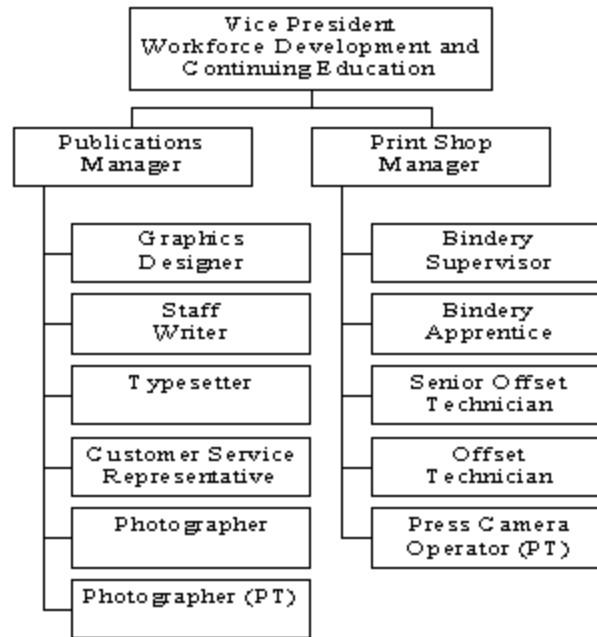 Vice President
Workforce Development and
Continuing Education
Publications
Manager
Print Shop
Manager
Graphics
Designer
Staff
Writer
Typesetter
Customer Service
Representative
Photographer
Photographer (PT)
Bindery
Supervisor
Bindery
Apprentice
Senior Offset
Technician
Offset
Technician
Press Camera
Operator (PT)